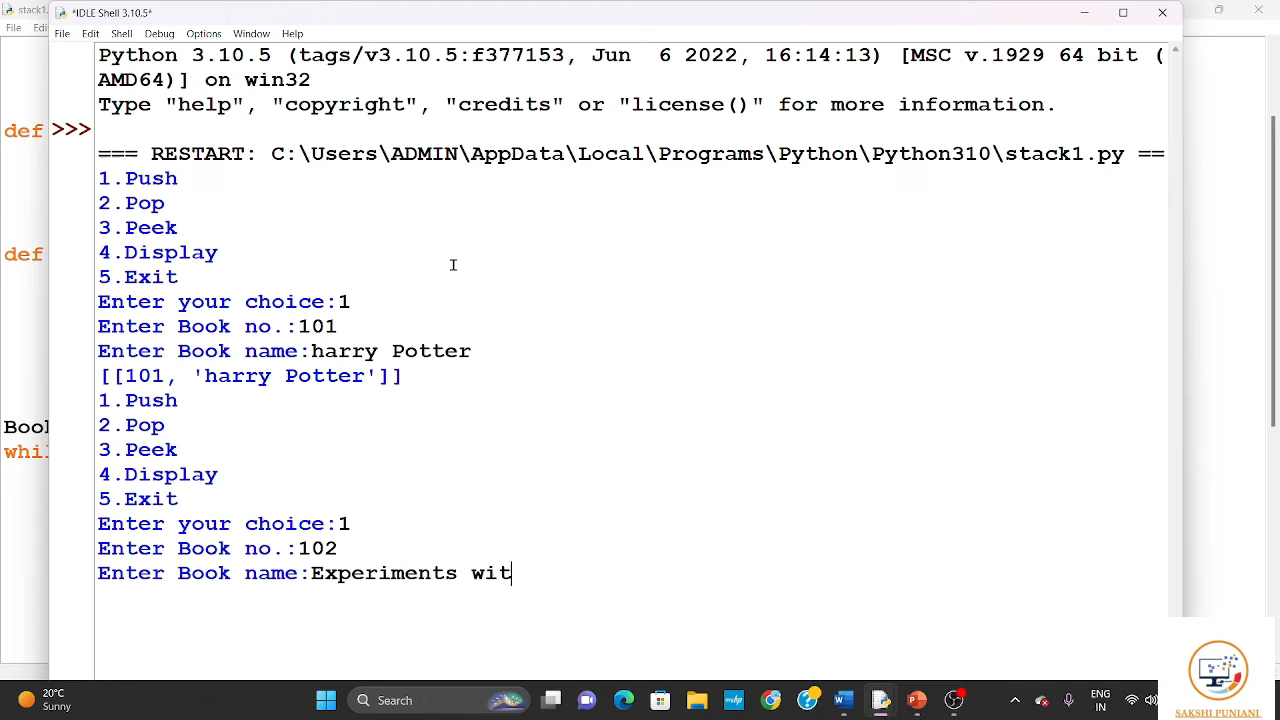 stack1.
*IDLE Shell 3.10.5*
File Edit
File Edit Shell Debug Options Window Help
Python 3.10.5 (tags/v3.10.5:f377153, Jun  6 2022, 16:14:13) [MSC v.1929 64 bit (
AMD64)] on win32
Type "help", "copyright", "credits" or "license()" for more information.
def >>>
=== RESTART: C:\Users\ADMIN\AppData\Local\Programs\Python\Python310\stack1.py ==
1.Push
2.Pop
3.Peek
def 4.Display
5.Exit
Enter your choice:1
Enter Book no.:101
Enter Book name:harry Potter
[[101, 'harry Potter']]
1.Push
Book 2.Pop
whil 3.Peek
4.Display
5.Exit
Enter your choice:1
Enter Book no.:102
Enter Book name:Experiments wit
20°C
Sunny
Search
ENG
IN
SAKSHI PUNIANI